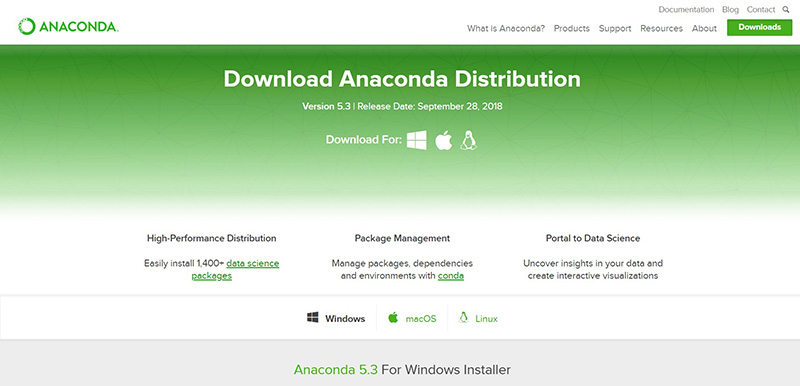 Documentation Blog Contact
ANACONDA.
What is Anaconda? Products Support Resources About Downloads
Download Anaconda Distribution
Version 5.3 | Release Date: September 28, 2018
Download For:
High-Performance Distribution
Easily install 1,400+ data science
packages
Package Management
Manage packages, dependencies
and environments with conda
Portal to Data Science
Uncover insights in your data and
create interactive visualizations
Windows macOS Linux
Anaconda 5.3 For Windows Installer